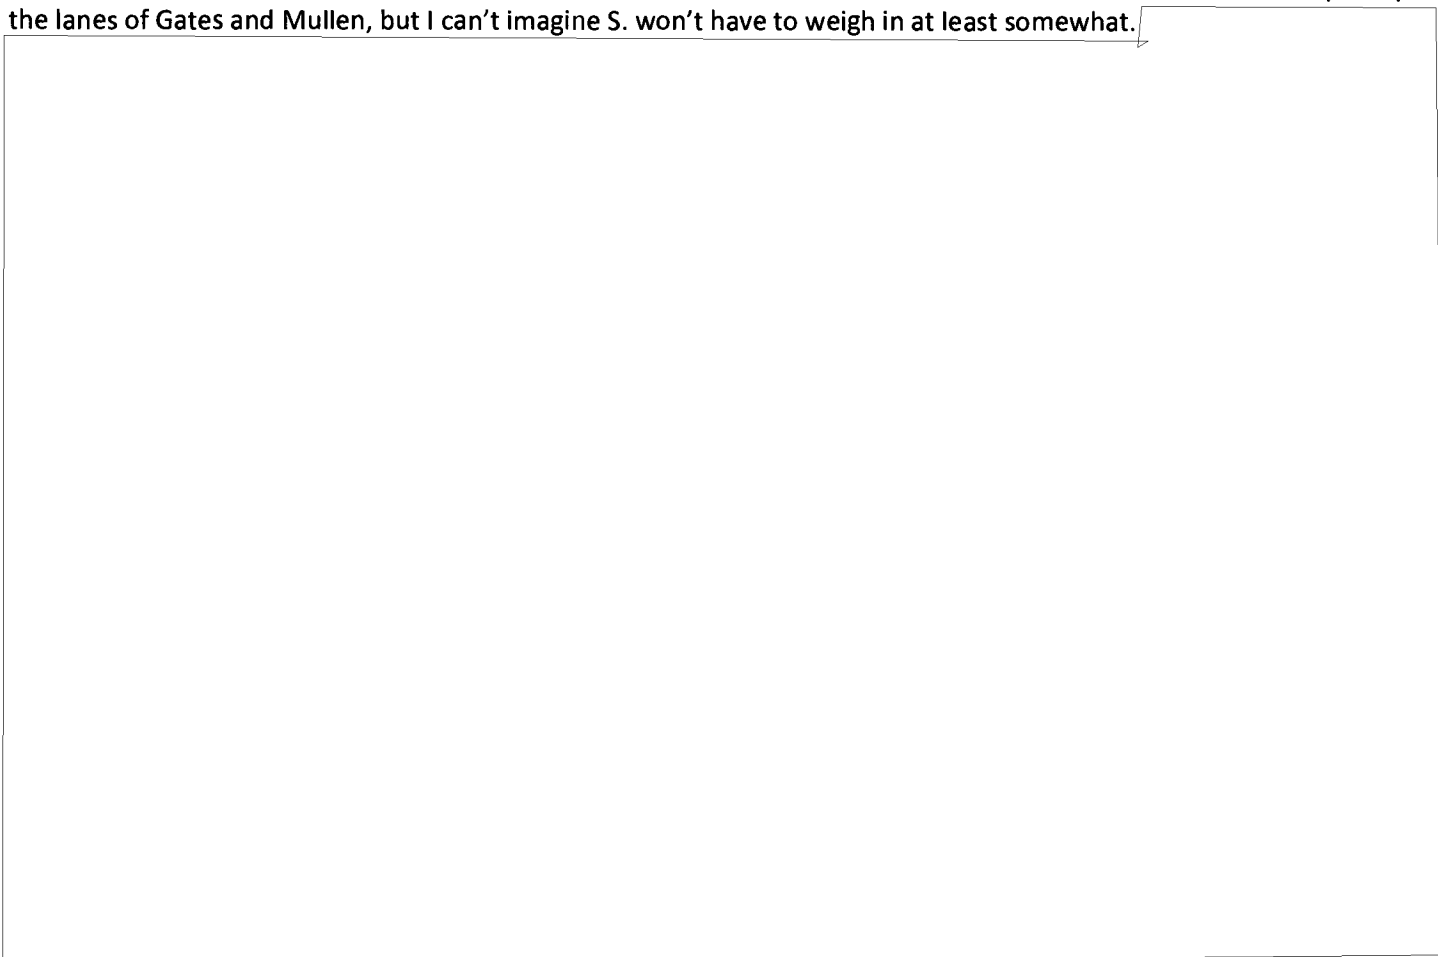 the lanes of Gates and Mullen, but I can't imagine S. won't have to weigh in at least somewhat.